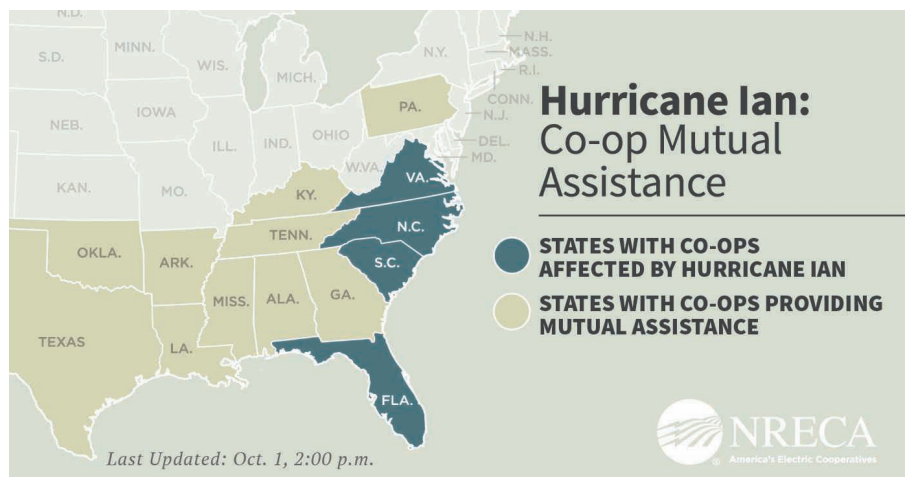 Hurricane Ian:
Co-op Mutual
Assistance
STATES WITH CO-OPS
AFFECTED BY HURRICANE IAN
STATES WITH CO-OPS PROVIDING
MUTUAL ASSISTANCE
N.D.
MINN.
S.D.
WIS.
MICH.
N.Y.
N.H.
MASS.
R.I.
CONN.
N.J.
PA.
NEB.
IOWA
ILL.
IND.
OHIO
DEL.
MD.
W.VA.
VA.
KAN.
MO.
KY.
N.C.
TENN.
S.C.
OKLA.
ARK.
MISS.
ALA.
GA.
TEXAS
LA.
FLA.
Last Updated: Oct. 1, 2:00 p.m.
NRECA
America's Electric Cooperatives
®